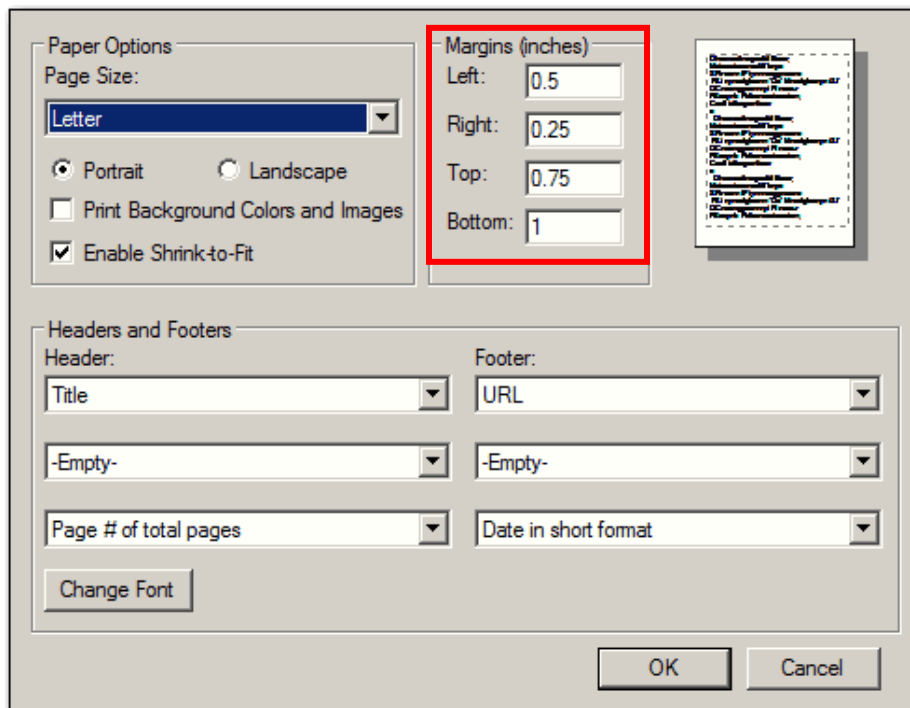 Paper Options
Page Size:
Letter
Portrait
Landscape
Print Background Colors and Images
Enable Shrink-to-Fit
Margins (inches)
Left: 0.5
Right: 0.25
Top: 0.75
Bottom: 1
Headers and Footers
Header:
Footer:
Title
URL
-Empty-
-Empty-
Page # of total pages
Date in short format
Change Font
OK
Cancel